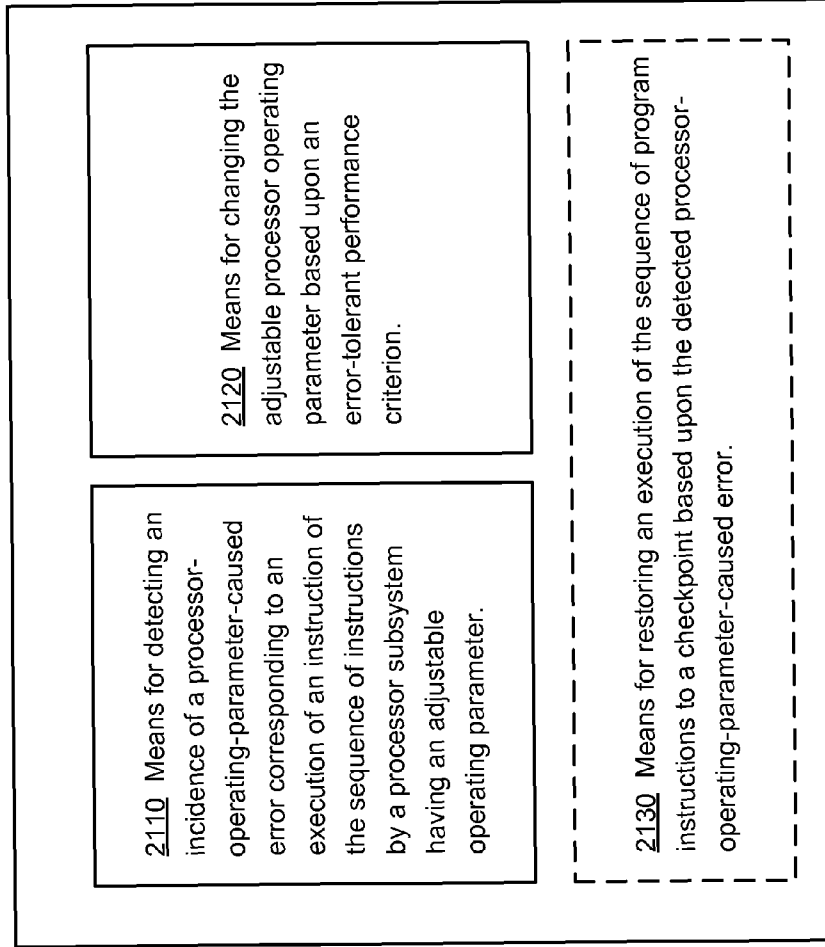 2110 Means for detecting an
incidence of a processor-
operating-parameter-caused
error corresponding to an
execution of an instruction of
the sequence of instructions
by a processor subsystem
having an adjustable
operating parameter.
2120 Means for changing the
adjustable processor operating
parameter based upon an
error-tolerant performance
criterion.
2130 Means for restoring an execution of the sequence of program
instructions to a checkpoint based upon the detected processor-
operating-parameter-caused error.